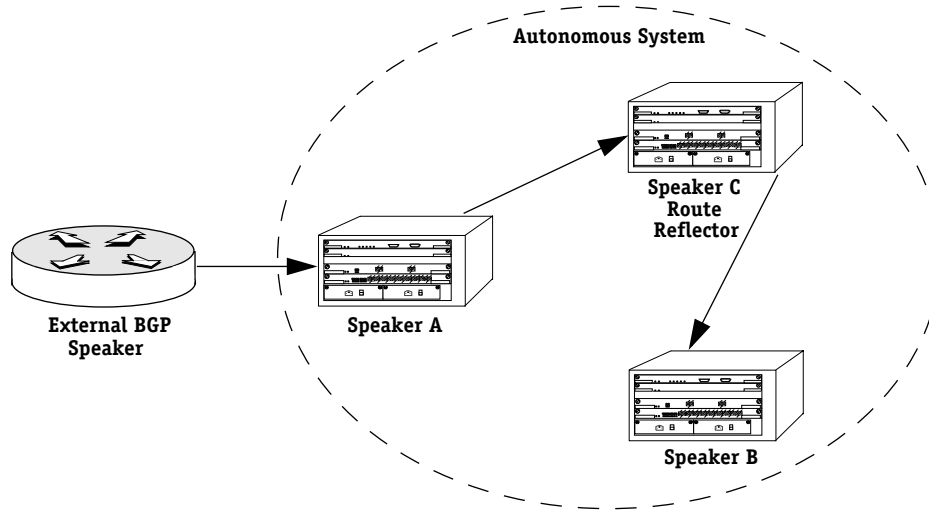 Autonomous System
Speaker C
Route
Reflector
External BGP
Speaker
Speaker A
Speaker B